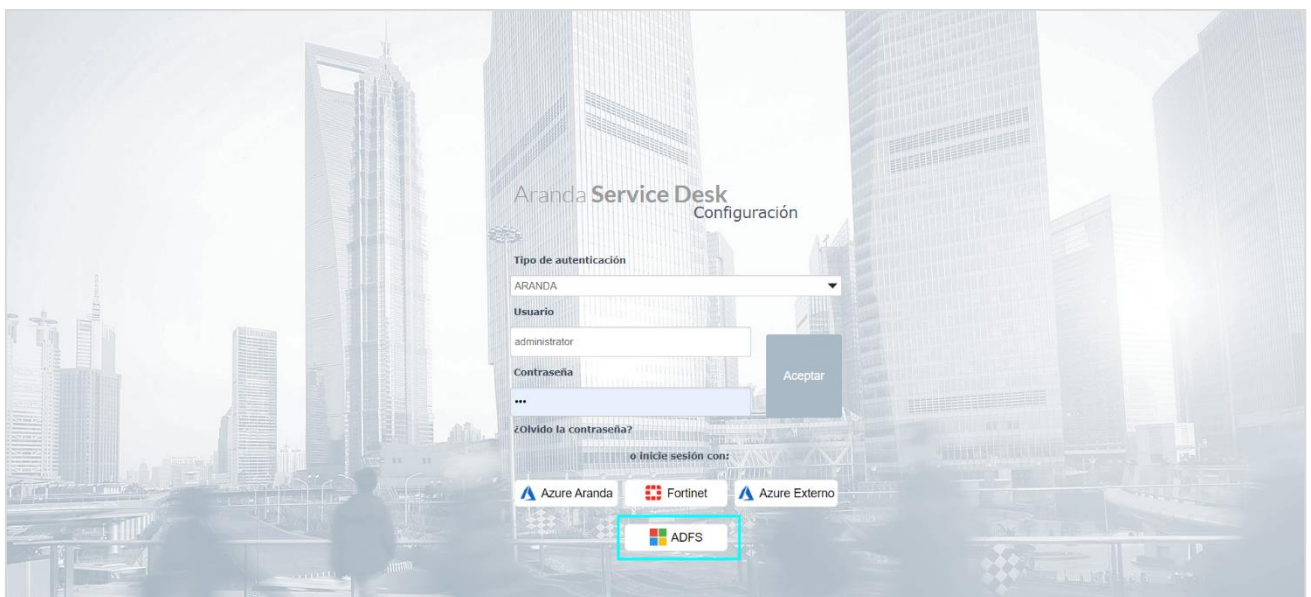 Aranda Service Desk
Configuración
Tipo de autenticación
ARANDA
Usuario
administrator
Contraseña
Aceptar
•••
¿Olvido la contraseña?
o inicie sesión con:
Azure Aranda
Fortinet
Azure Externo
ADFS